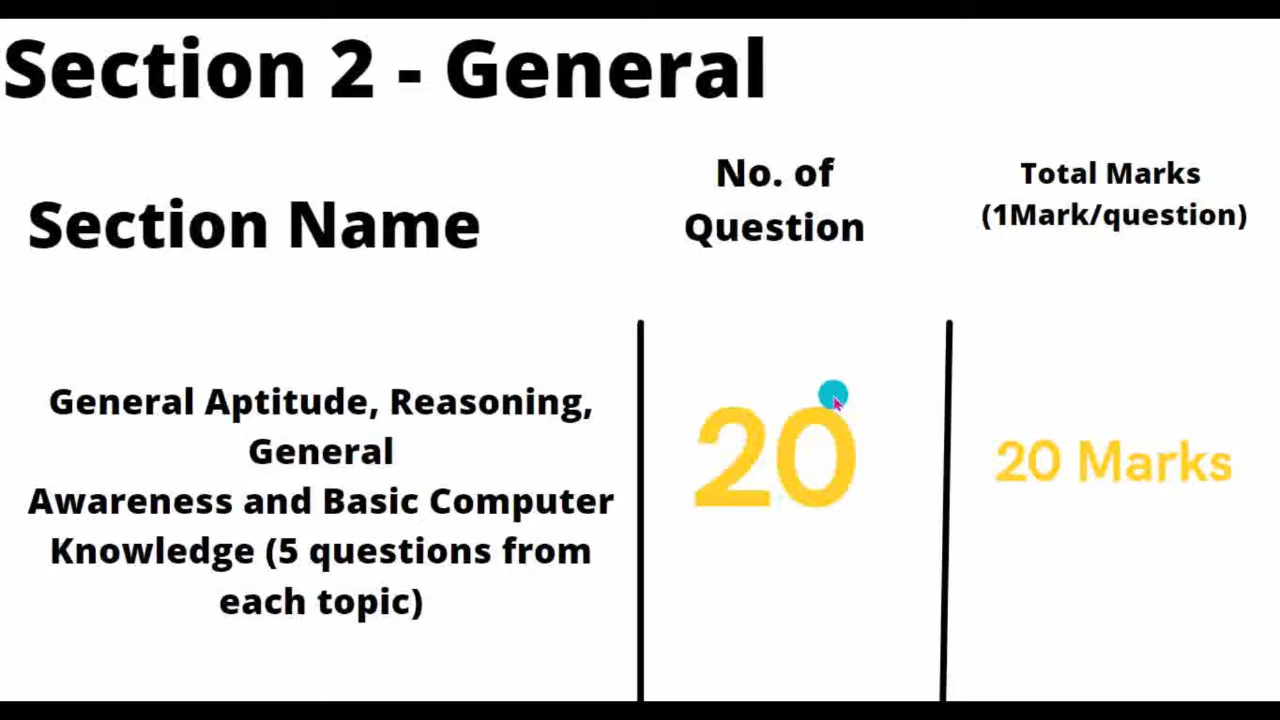 Section 2 - General
Section Name
No. of
Question
Total Marks
(1Mark/question)
General Aptitude, Reasoning,
General
Awareness and Basic Computer
Knowledge (5 questions from
each topic)
20
20 Marks